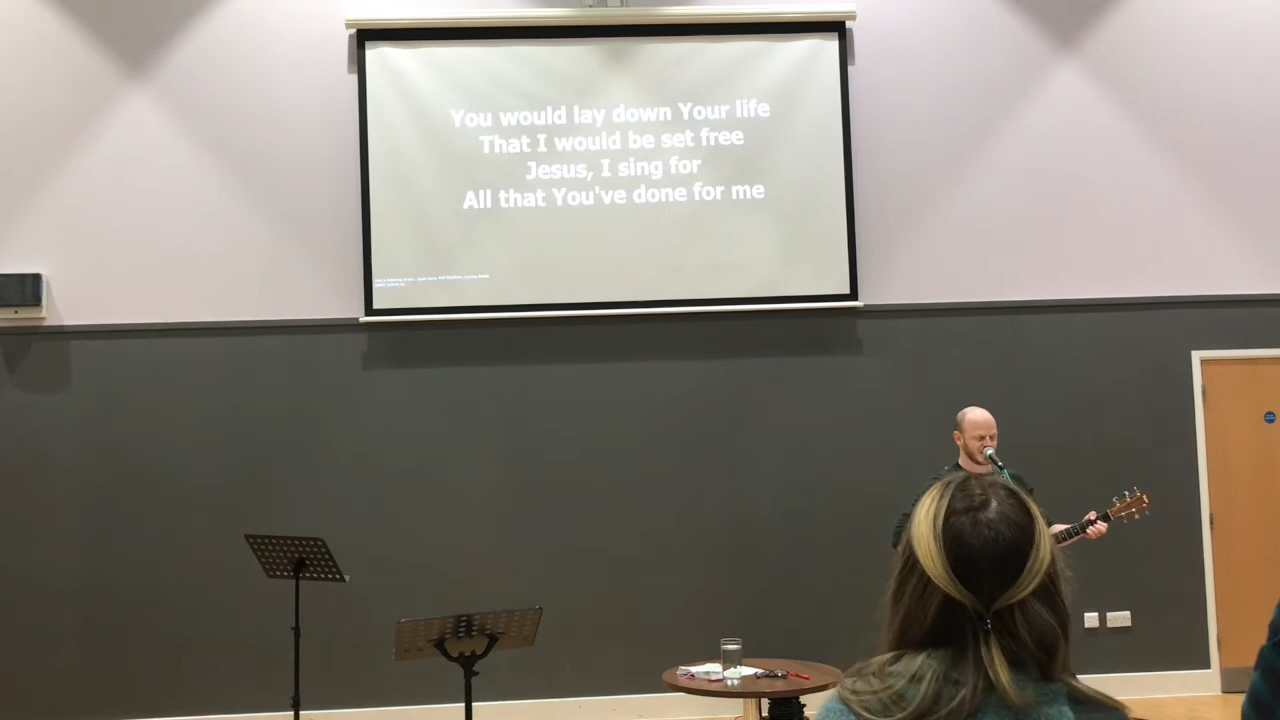 You would lay down Your life
That I would be set free
Jesus, I sing for
All that You've done for me